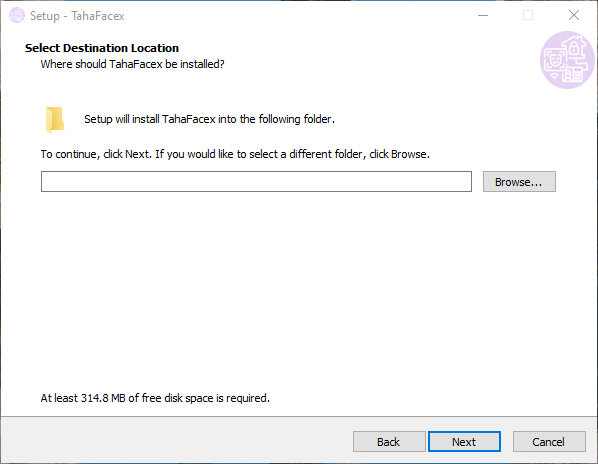 Setup - TahaFacex
Select Destination Location
Where should TahaFacex be installed?
Setup will install TahaFacex into the following folder.
To continue, click Next. If you would like to select a different folder, click Browse.
Browse...
At least 314.8 MB of free disk space is required.
Back Next Cancel